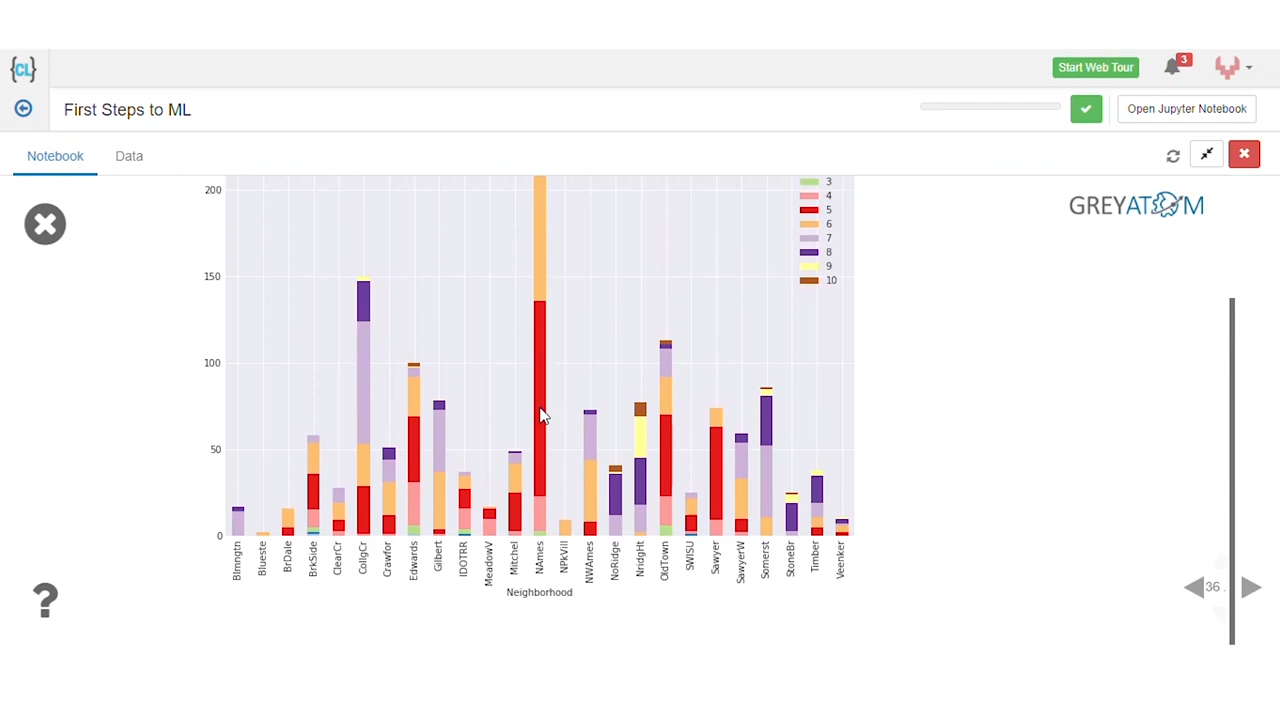 {CL}
Start Web Tour
3
First Steps to ML
Open Jupyter Notebook
Notebook
Data
GREYATOM
200
150
100
50
0
3
4
5
6
7
8
9
10
Blmngtn
Blueste
BrDale
BrkSide
ClearCr
CollgCr
Crawfor
Edwards
Gilbert
IDOTRR
MeadowV
Mitchel
NAmes
NPkVill
NWAmes
NoRidge
NridgHt
OldTown
SWISU
Sawyer
SawyerW
Somerst
StoneBr
Timber
Veenker
Neighborhood
?
36 .